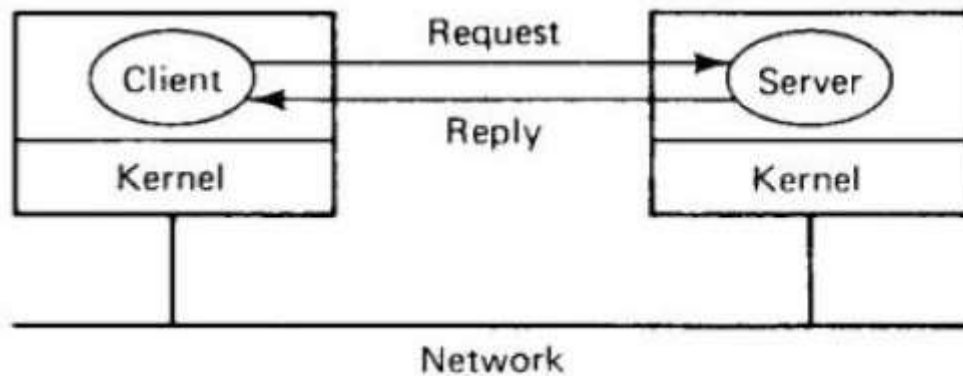 Request
Client
Server
Reply
Kernel
Kernel
Network